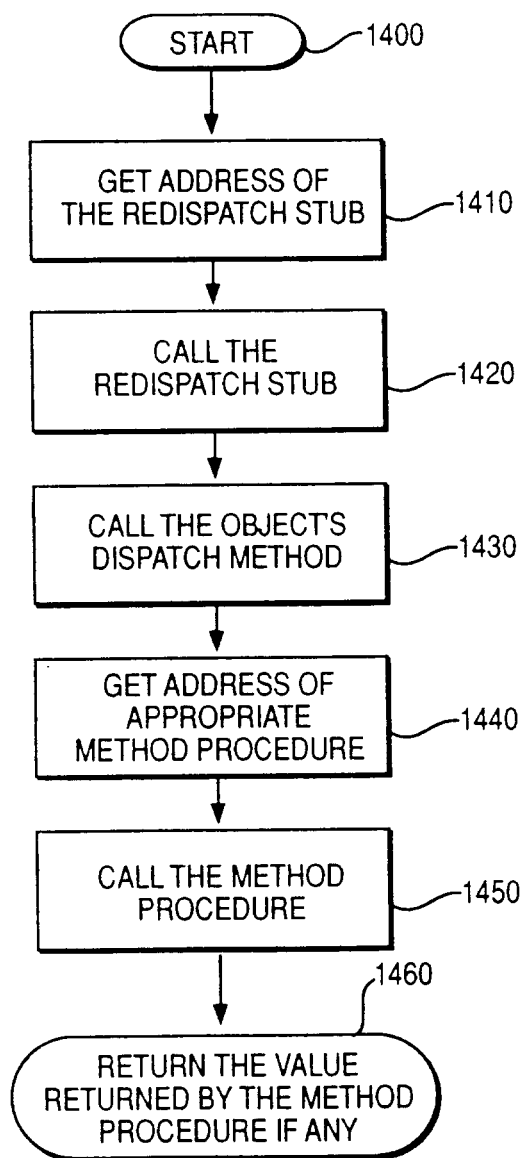 START
1400
GET ADDRESS OF
THE REDISPATCH STUB
1410
CALL THE
REDISPATCH STUB
1420
CALL THE OBJECT'S
DISPATCH METHOD
1430
GET ADDRESS OF
APPROPRIATE
METHOD PROCEDURE
1440
CALL THE METHOD
PROCEDURE
1450
1460
RETURN THE VALUE
RETURNED BY THE METHOD
PROCEDURE IF ANY